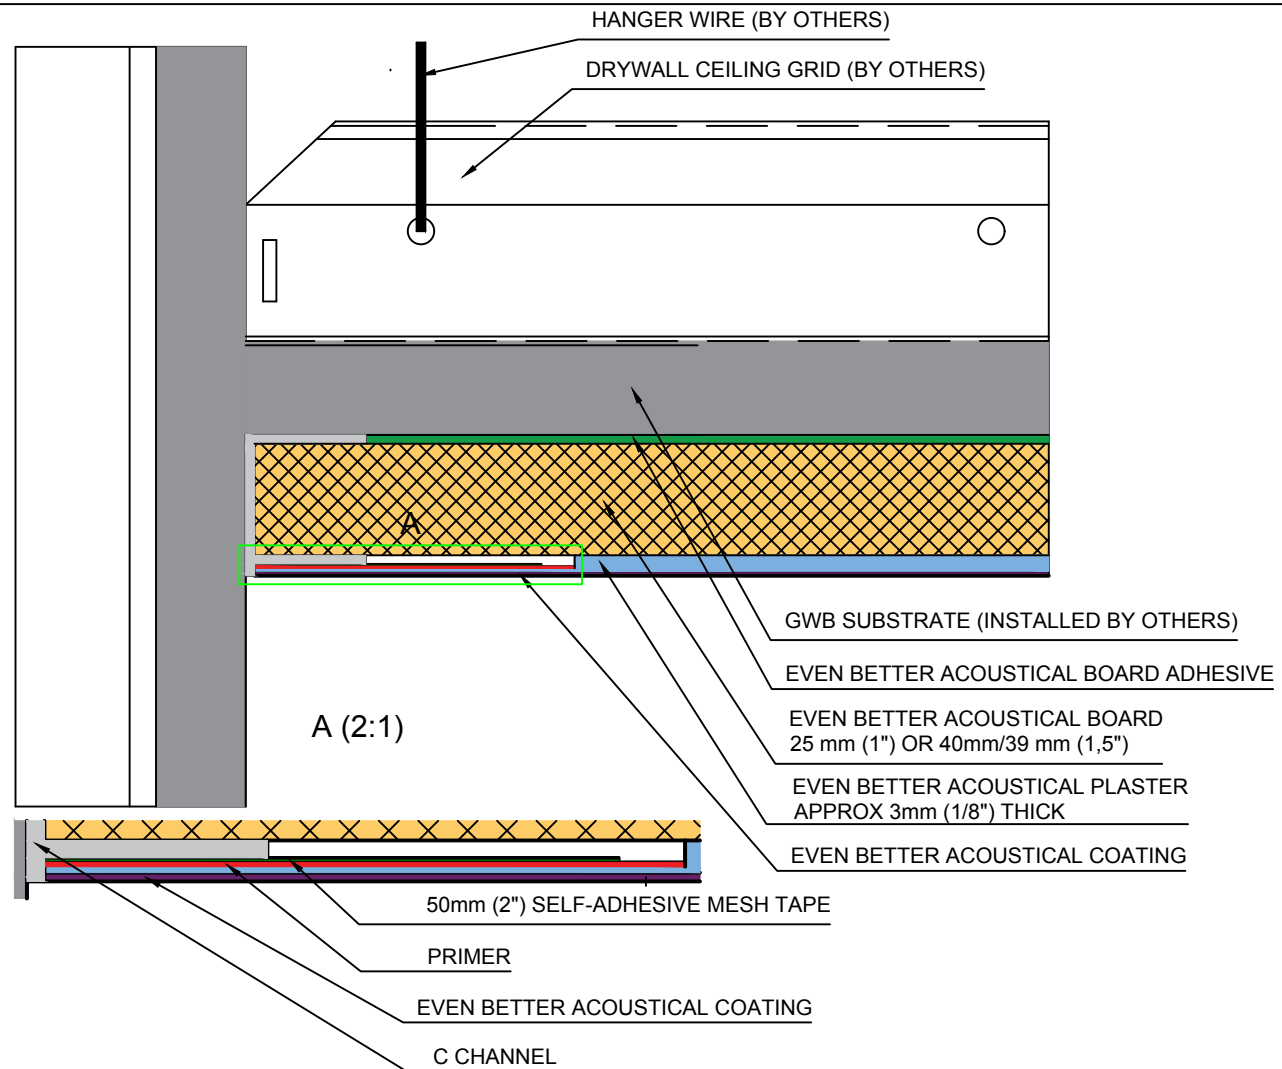 HANGER WIRE (BY OTHERS)
DRYWALL CEILING GRID (BY OTHERS)
A
GWB SUBSTRATE (INSTALLED BY OTHERS)
EVEN BETTER ACOUSTICAL BOARD ADHESIVE
EVEN BETTER ACOUSTICAL BOARD
25 mm (1") OR 40mm/39 mm (1,5")
EVEN BETTER ACOUSTICAL PLASTER
APPROX 3mm (1/8") THICK
EVEN BETTER ACOUSTICAL COATING
A (2:1)
50mm (2") SELF-ADHESIVE MESH TAPE
PRIMER
EVEN BETTER ACOUSTICAL COATING
C CHANNEL